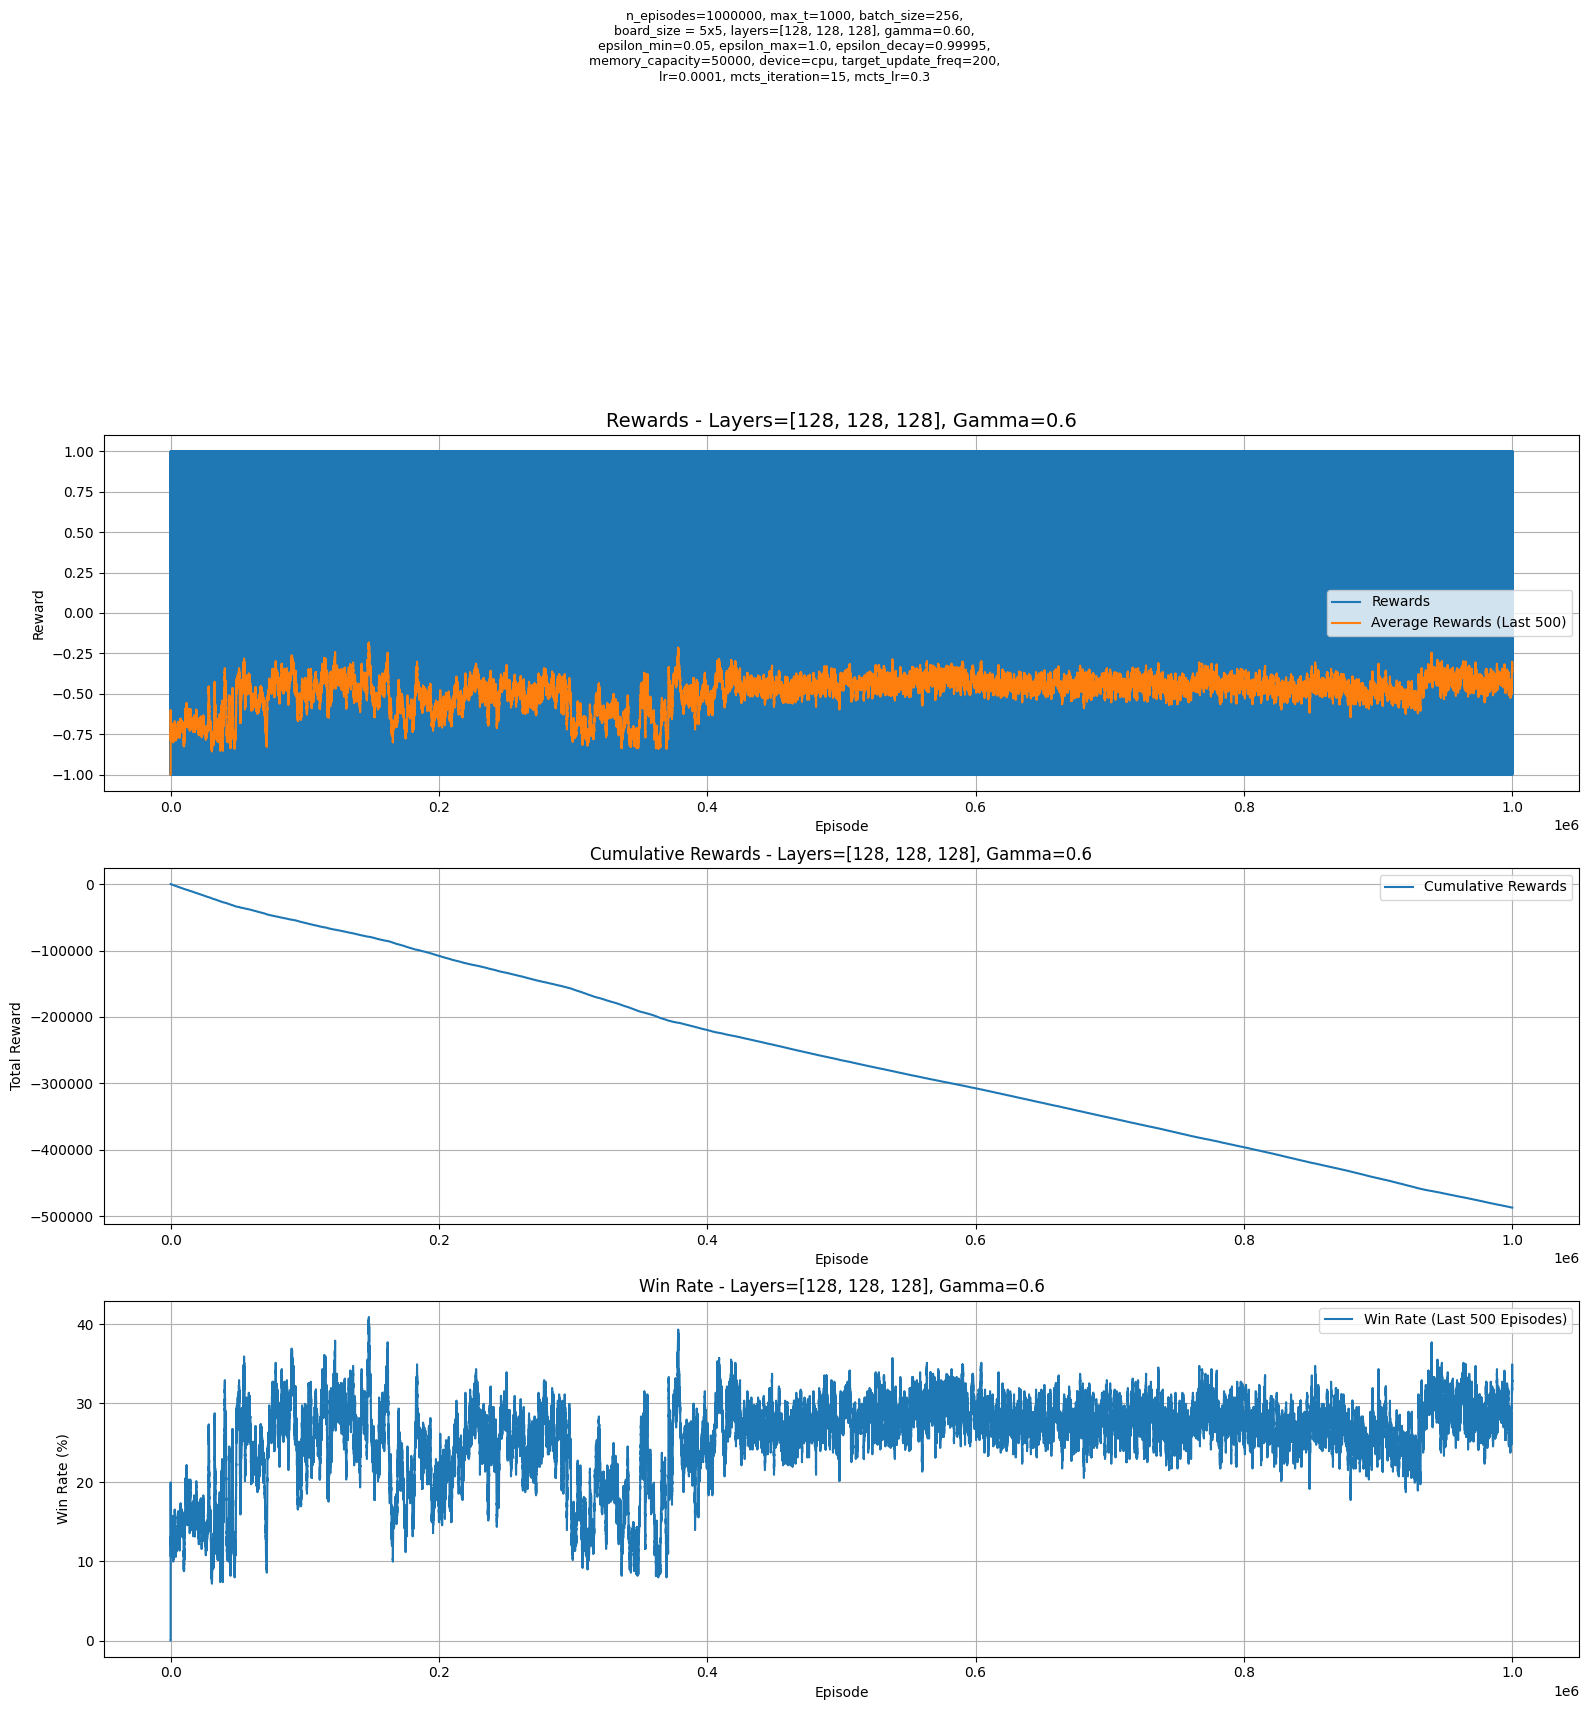 n_episodes=1000000, max_t=1000, batch_size=256,
board_size = 5x5, layers=[128, 128, 128], gamma=0.60,
epsilon_min=0.05, epsilon_max=1.0, epsilon_decay=0.99995,
memory_capacity=50000, device=cpu, target_update_freq=200,
lr=0.0001, mcts_iteration=15, mcts_lr=0.3
Rewards - Layers=[128, 128, 128], Gamma=0.6
1.00
0.75
0.50
0.25
0.00
−0.25
−0.50
−0.75
−1.00
Reward
Rewards
Average Rewards (Last 500)
0.0 0.2 0.4 0.6 0.8 1.0
Episode
1e6
Cumulative Rewards - Layers=[128, 128, 128], Gamma=0.6
0
−100000
−200000
−300000
−400000
−500000
Total Reward
Cumulative Rewards
0.0 0.2 0.4 0.6 0.8 1.0
Episode
1e6
Win Rate - Layers=[128, 128, 128], Gamma=0.6
40
30
20
10
0
Win Rate (%)
Win Rate (Last 500 Episodes)
0.0 0.2 0.4 0.6 0.8 1.0
Episode
1e6